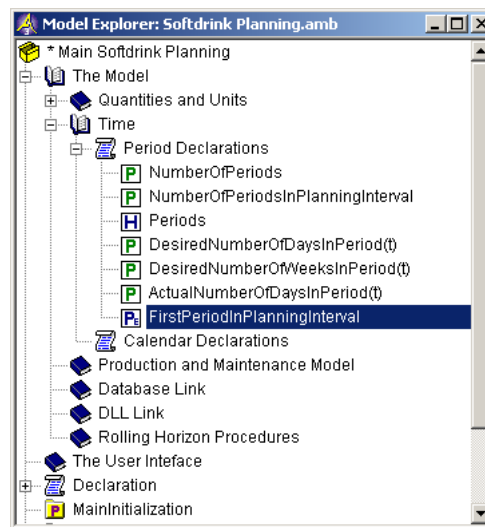 Model Explorer: Softdrink Planning.amb
* Main Softdrink Planning
The Model
Quantities and Units
Time
Period Declarations
P NumberOfPeriods
P NumberOfPeriodsInPlanningInterval
H Periods
P DesiredNumberOfDaysInPeriod(t)
P DesiredNumberOfWeeksInPeriod(t)
P ActualNumberOfDaysInPeriod(t)
PE FirstPeriodInPlanningInterval
Calendar Declarations
Production and Maintenance Model
Database Link
DLL Link
Rolling Horizon Procedures
The User Inteface
Declaration
P MainInitialization